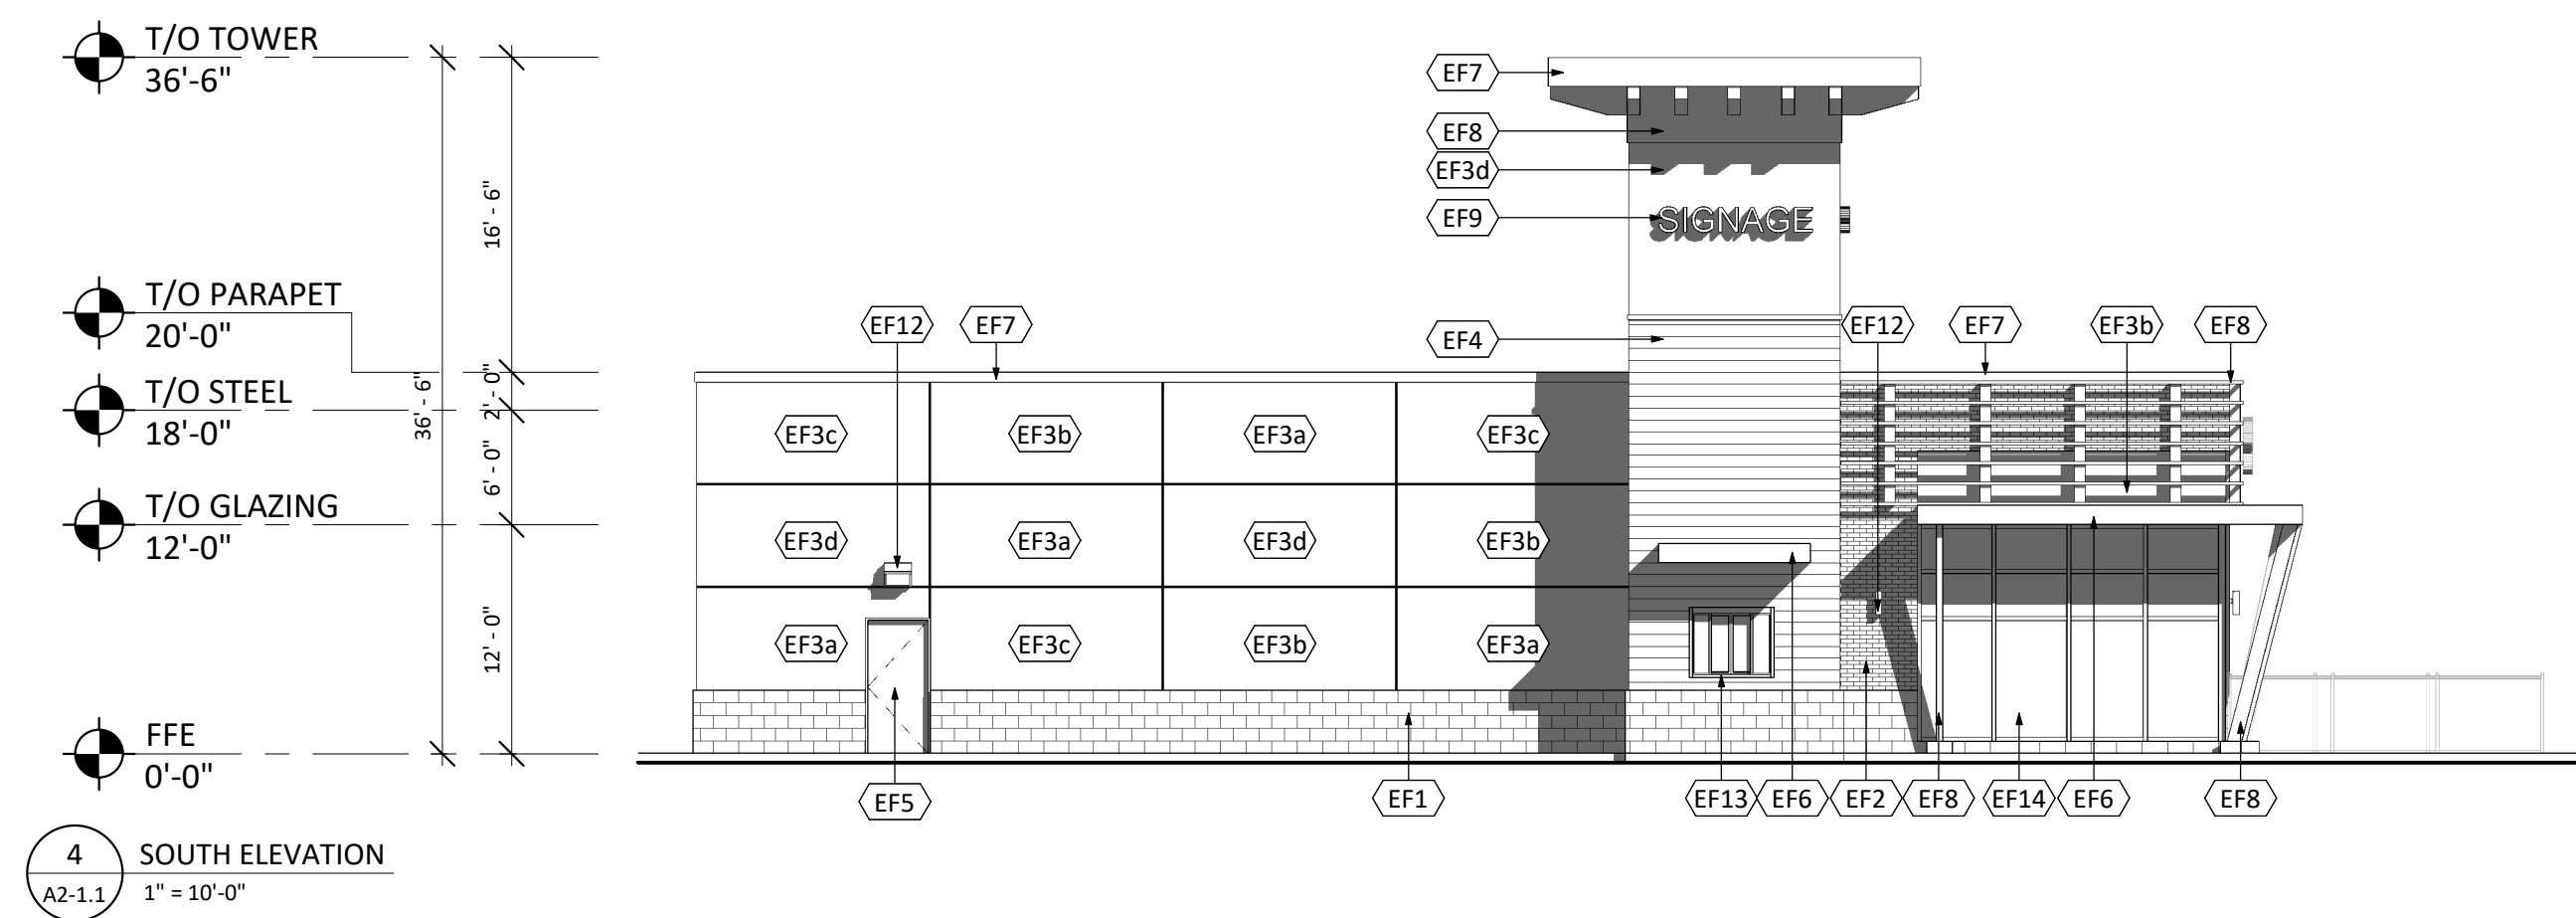 T/O TOWER
36'-6"
T/O PARAPET
20'-0"
T/O STEEL
18'-0"
T/O GLAZING
12'-0"
FFE
0'-0"
36' - 6"
16' - 6"
2' - 0"
6' - 0"
12' - 0"
EF7
EF8
EF3d
EF9
SIGNAGE
EF4
EF12
EF7
EF12
EF7
EF3b
EF8
EF3c
EF3b
EF3a
EF3c
EF3d
EF3a
EF3d
EF3b
EF3a
EF3c
EF3b
EF3a
EF5
EF1
EF13
EF6
EF2
EF8
EF14
EF6
EF8
4
A2-1.1
SOUTH ELEVATION
1" = 10'-0"